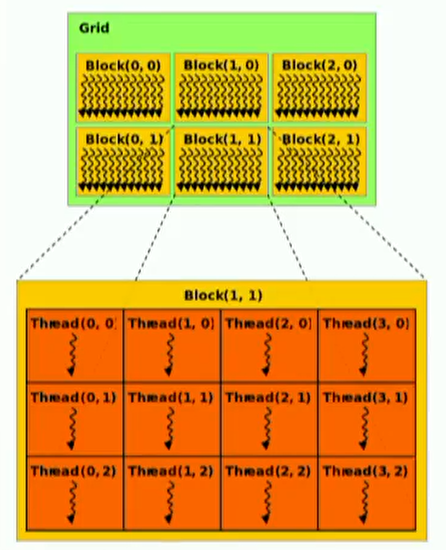 Grid
Block(0, 0) Block(1, 0) Block(2, 0)
Block(0, 1) Block(1, 1) Block(2, 1)
Block(1, 1)
Thread(0, 0) Thread(1, 0) Thread(2, 0) Thread(3, 0)
Thread(0, 1) Thread(1, 1) Thread(2, 1) Thread(3, 1)
Thread(0, 2) Thread(1, 2) Thread(2, 2) Thread(3, 2)